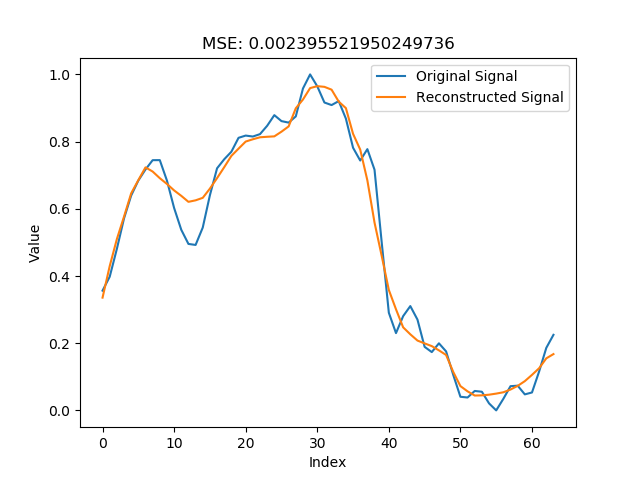 MSE: 0.002395521950249736
Original Signal
Reconstructed Signal
1.0
0.8
0.6
0.4
0.2
0.0
Value
0 10 20 30 40 50 60
Index